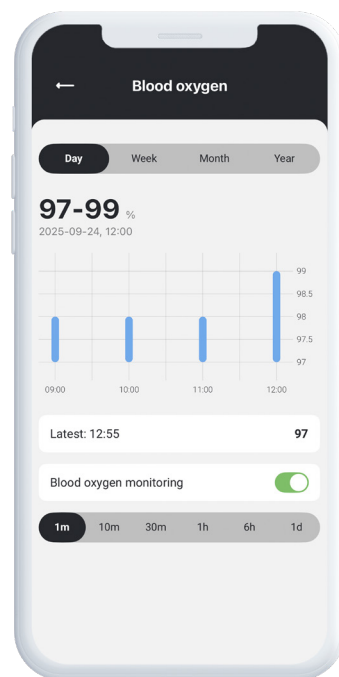 ←  Blood oxygen
Day Week Month Year
97-99 %
2025-09-24, 12:00
99
98.5
98
97.5
97
09:00 10:00 11:00 12:00
Latest: 12:55 97
Blood oxygen monitoring
1m 10m 30m 1h 6h 1d